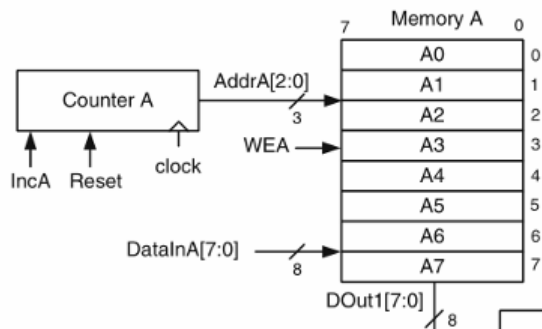 Memory A
7 0
A0 0
AddrA[2:0] A1 1
Counter A
3 A2 2
WEA A3 3
clock
IncA Reset A4 4
A5 5
DataInA[7:0] A6 6
8 A7 7
DOut1[7:0]
8